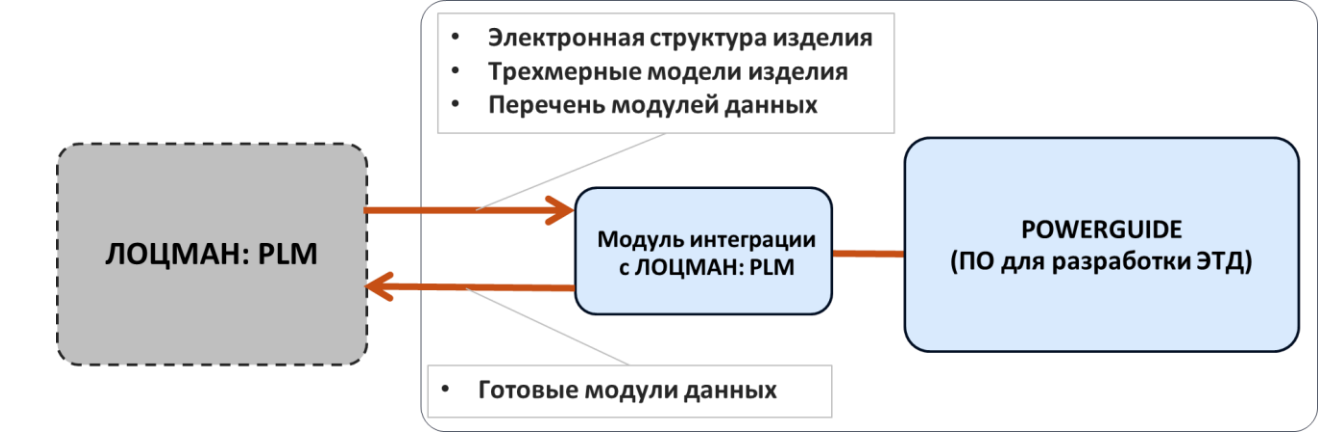 • Электронная структура изделия
• Трехмерные модели изделия
• Перечень модулей данных
ЛОЦМАН: PLM
Модуль интеграции
с ЛОЦМАН: PLM
POWERGUIDE
(ПО для разработки ЭТД)
• Готовые модули данных